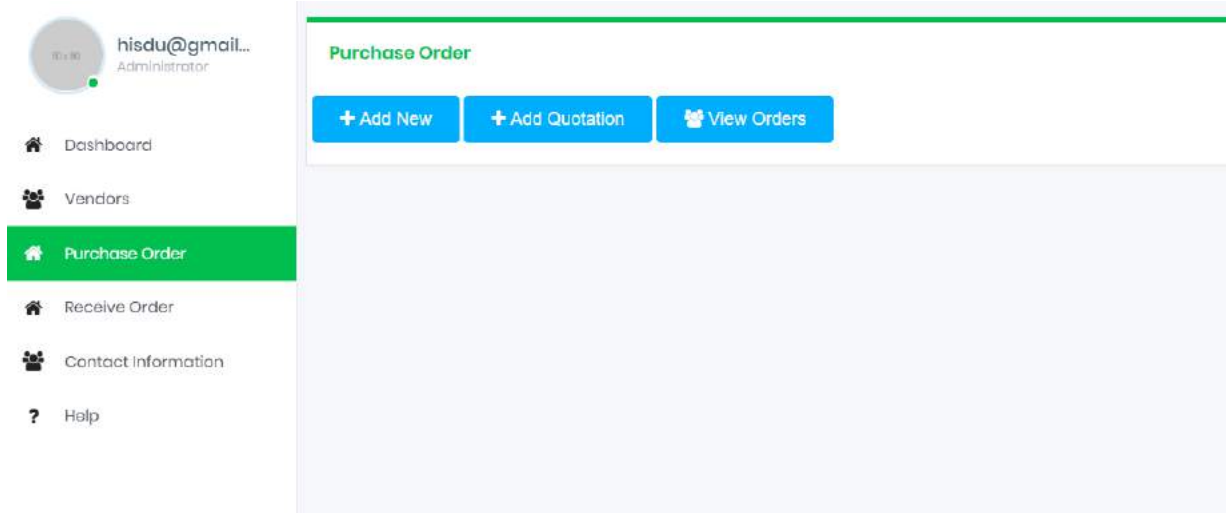 hisdu@gmail...
Administrator
Dashboard
Vendors
Purchase Order
Receive Order
Contact Information
? Help
Purchase Order
+ Add New
+ Add Quotation
View Orders